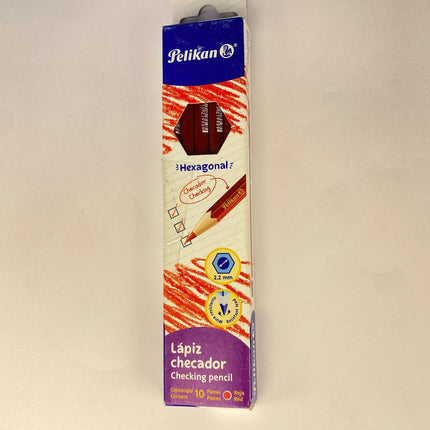 Pelikan
Hexagonal
Checador
Checking
Pelikan
2.2 mm
Lápiz
checador
Checking pencil
Contenido 10 Piezas Rojo
Content Pieces Red
Pelikan